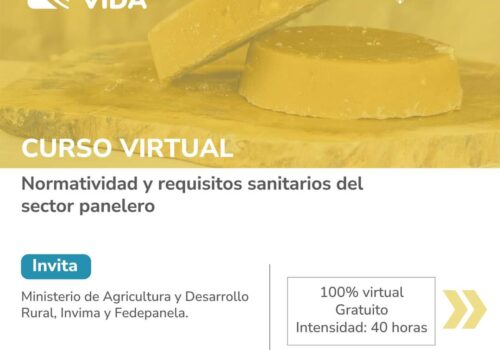 VIDA
CURSO VIRTUAL
Normatividad y requisitos sanitarios del
sector panelero
Invita
Ministerio de Agricultura y Desarrollo
Rural, Invima y Fedepanela.
100% virtual
Gratuito
Intensidad: 40 horas